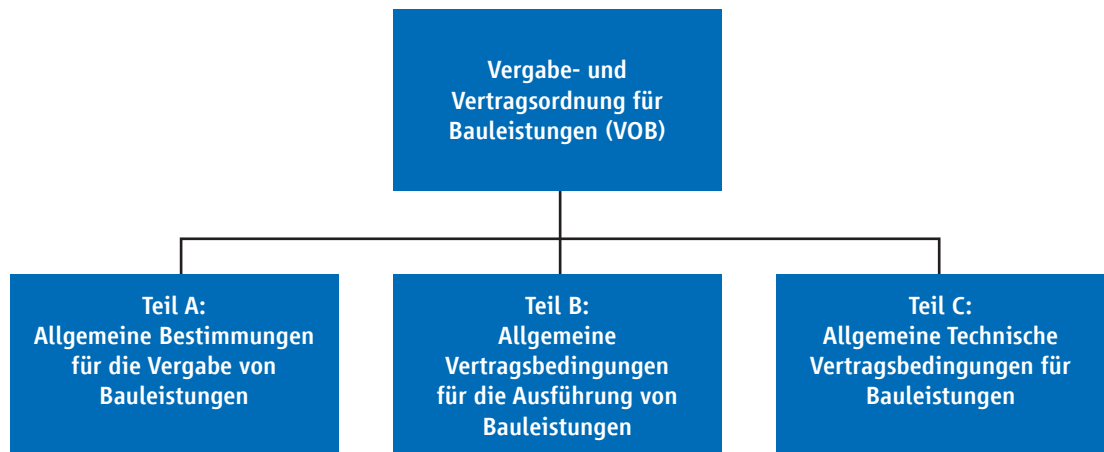 Vergabe- und
Vertragsordnung für
Bauleistungen (VOB)
Teil A:
Allgemeine Bestimmungen
für die Vergabe von
Bauleistungen
Teil B:
Allgemeine
Vertragsbedingungen
für die Ausführung von
Bauleistungen
Teil C:
Allgemeine Technische
Vertragsbedingungen für
Bauleistungen